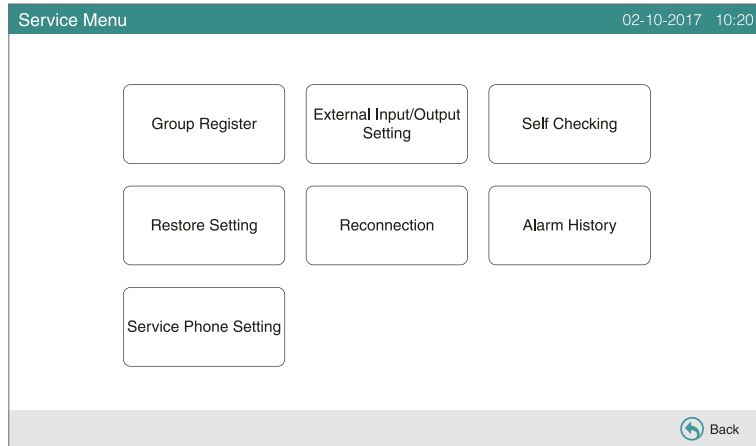 Service Menu 02-10-2017 10:20
Group Register
External Input/Output
Setting
Self Checking
Restore Setting
Reconnection
Alarm History
Service Phone Setting
Back